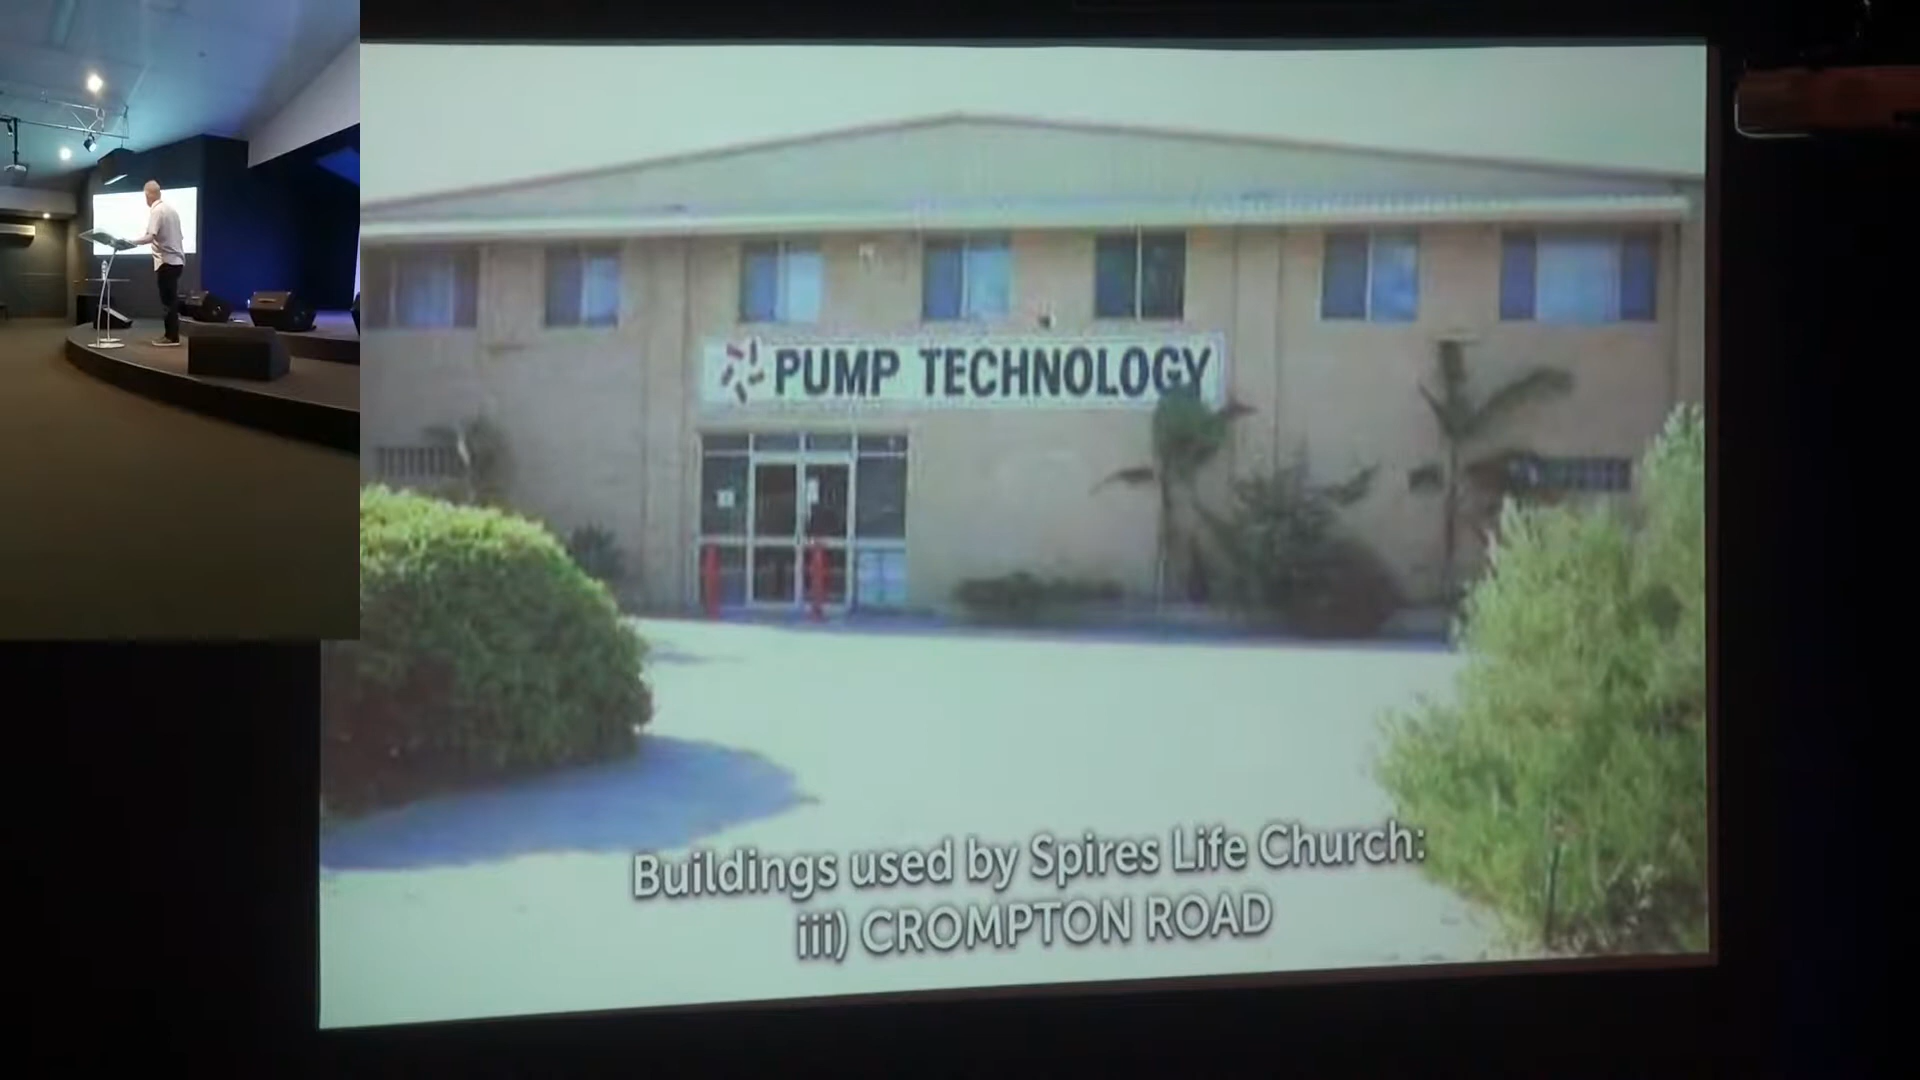 PUMP TECHNOLOGY
Buildings used by Spires Life Church:
iii) CROMPTON ROAD